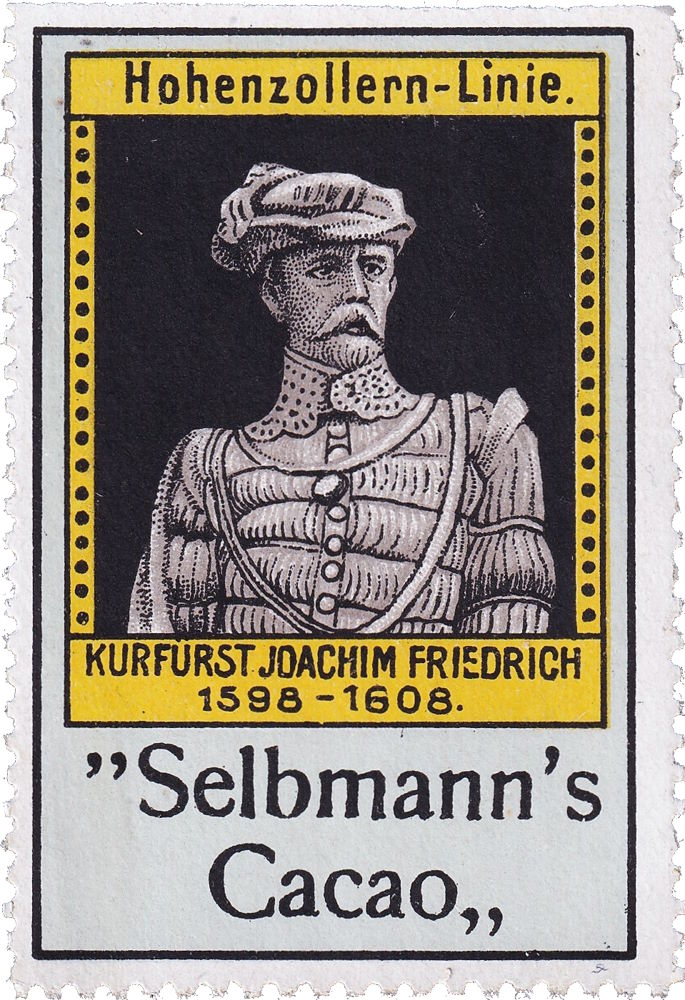 Hohenzollern-Linie.
KURFÜRST JOACHIM FRIEDRICH
1598-1608.
”Selbmann's
Cacao„